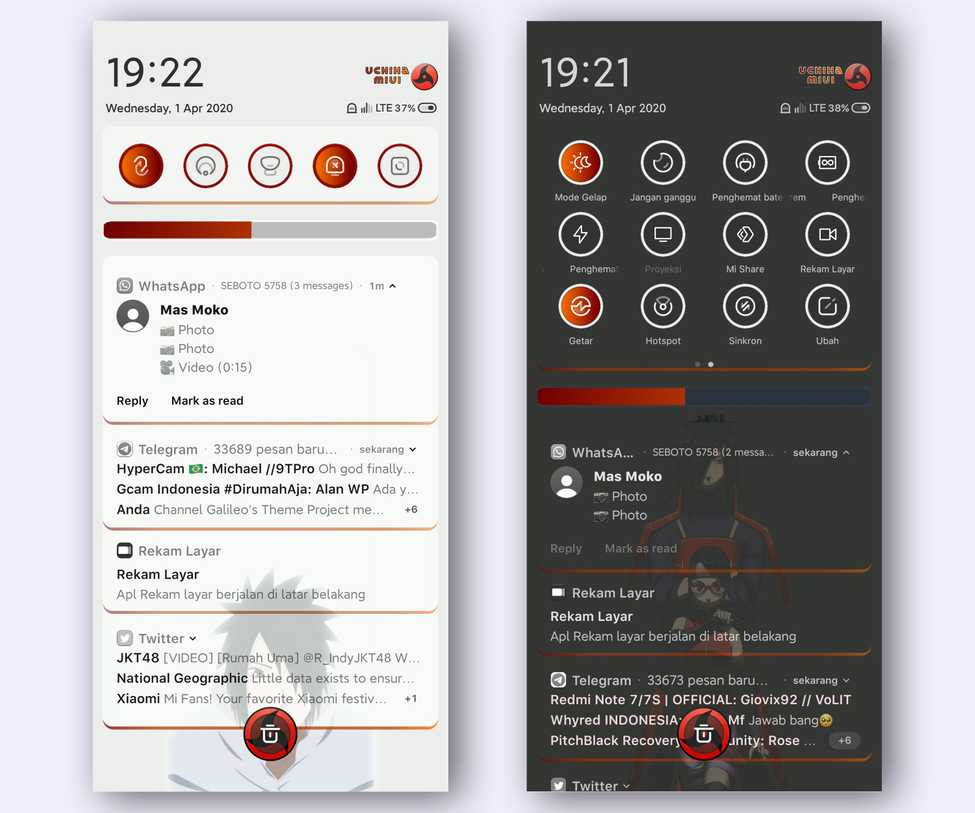 19:22
UCHIHA
MIUI
Wednesday, 1 Apr 2020
LTE 37%
WhatsApp · SEBOTO 5758 (3 messages) · 1m
Mas Moko
Photo
Photo
Video (0:15)
Reply Mark as read
Telegram · 33689 pesan baru... · sekarang
HyperCam 🇧🇷: Michael //9TPro Oh god finally...
Gcam Indonesia #DirumahAja: Alan WP Ada y...
Anda Channel Galileo's Theme Project me... +6
Rekam Layar
Rekam Layar
Apl Rekam layar berjalan di latar belakang
Twitter
JKT48 [VIDEO] [Rumah Uma] @R_IndyJKT48 W...
National Geographic Little data exists to ensur...
Xiaomi Mi Fans! Your favorite Xiaomi festiv... +1
19:21
UCHIHA
MIUI
Wednesday, 1 Apr 2020
LTE 38%
Mode Gelap Jangan ganggu Penghemat bate rem Penghe
Penghemat Proyeksi Mi Share Rekam Layar
Getar Hotspot Sinkron Ubah
WhatsA... · SEBOTO 5758 (2 messa... · sekarang
Mas Moko
Photo
Photo
Reply Mark as read
Rekam Layar
Rekam Layar
Apl Rekam layar berjalan di latar belakang
Telegram · 33673 pesan baru... · sekarang
Redmi Note 7/7S | OFFICIAL: Giovix92 // VoLIT
Whyred INDONESIA: Mf Jawab bang🥺
PitchBlack Recovery unity: Rose ... +6
Twitter